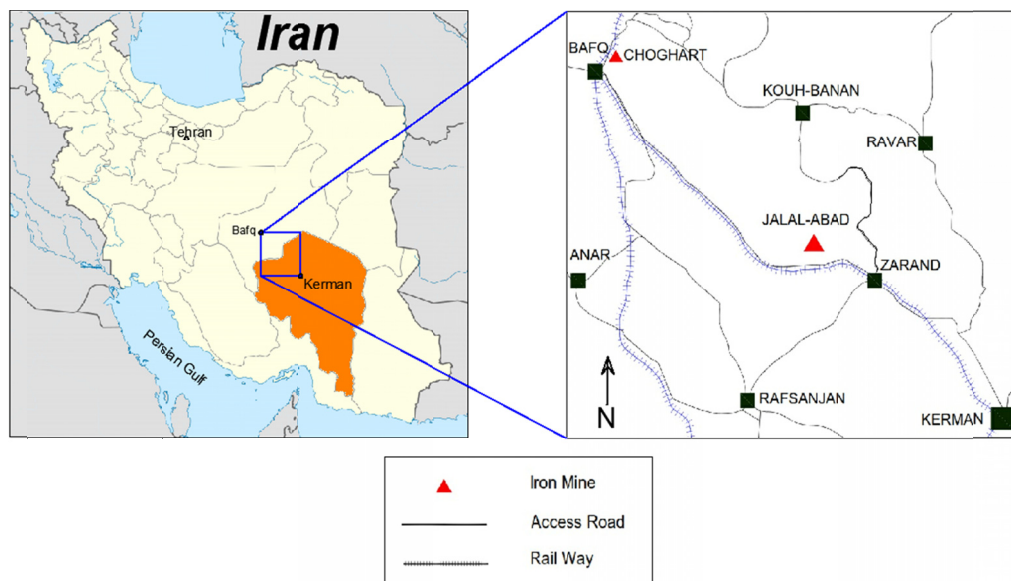 Iran
Tehran
Bafq
Kerman
Persian Gulf
BAFQ
CHOGHART
KOUH-BANAN
RAVAR
JALAL-ABAD
ANAR
ZARAND
N
RAFSANJAN
KERMAN
Iron Mine
Access Road
Rail Way